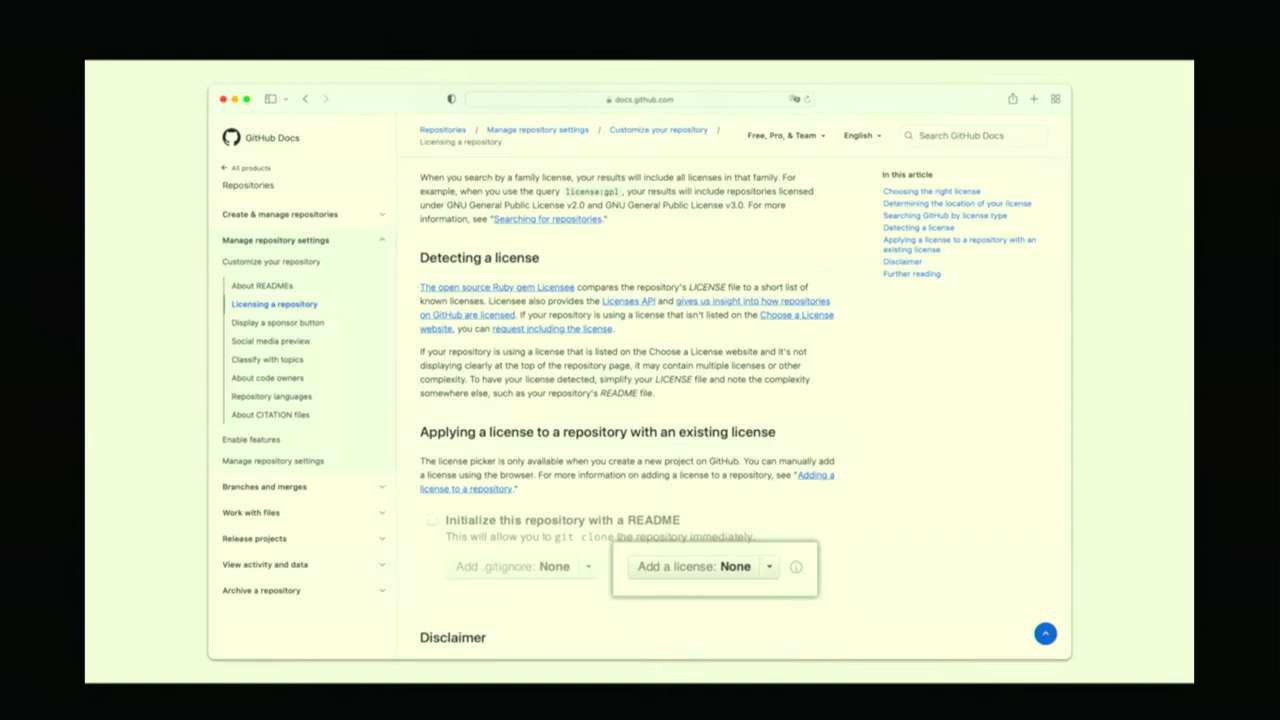 docs.github.com
GitHub Docs
All products
Repositories
Create & manage repositories
Manage repository settings
Customize your repository
About READMEs
Licensing a repository
Display a sponsor button
Social media preview
Classify with topics
About code owners
Repository languages
About CITATION files
Enable features
Manage repository settings
Branches and merges
Work with files
Release projects
View activity and data
Archive a repository
Repositories / Manage repository settings / Customize your repository /
Licensing a repository
Free, Pro, & Team
English
Search GitHub Docs
When you search by a family license, your results will include all licenses in that family. For
example, when you use the query license:gpl, your results will include repositories licensed
under GNU General Public License v2.0 and GNU General Public License v3.0. For more
information, see "Searching for repositories."
Detecting a license
The open source Ruby gem Licensee compares the repository's LICENSE file to a short list of
known licenses. Licensee also provides the Licenses API and gives us insight into how repositories
on GitHub are licensed. If your repository is using a license that isn't listed on the Choose a License
website, you can request including the license.
If your repository is using a license that is listed on the Choose a License website and it's not
displaying clearly at the top of the repository page, it may contain multiple licenses or other
complexity. To have your license detected, simplify your LICENSE file and note the complexity
somewhere else, such as your repository's README file.
Applying a license to a repository with an existing license
The license picker is only available when you create a new project on GitHub. You can manually add
a license using the browser. For more information on adding a license to a repository, see "Adding a
license to a repository."
Initialize this repository with a README
This will allow you to git clone the repository immediately.
Add .gitignore: None
Add a license: None
Disclaimer
In this article
Choosing the right license
Determining the location of your license
Searching GitHub by license type
Detecting a license
Applying a license to a repository with an
existing license
Disclaimer
Further reading